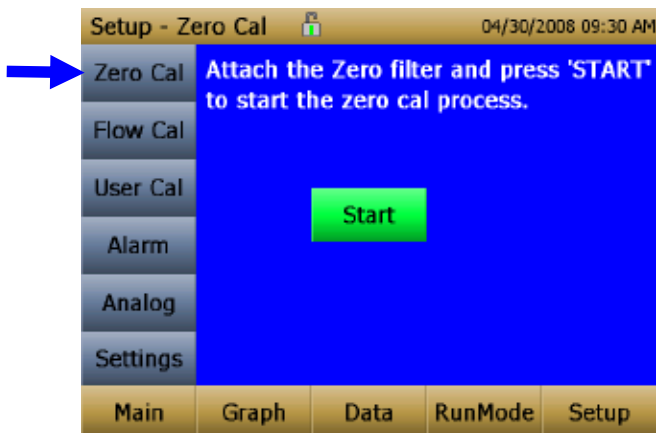 Setup - Zero Cal 04/30/2008 09:30 AM
Zero Cal
Flow Cal
User Cal
Alarm
Analog
Settings
Attach the Zero filter and press 'START'
to start the zero cal process.
Start
Main Graph Data RunMode Setup